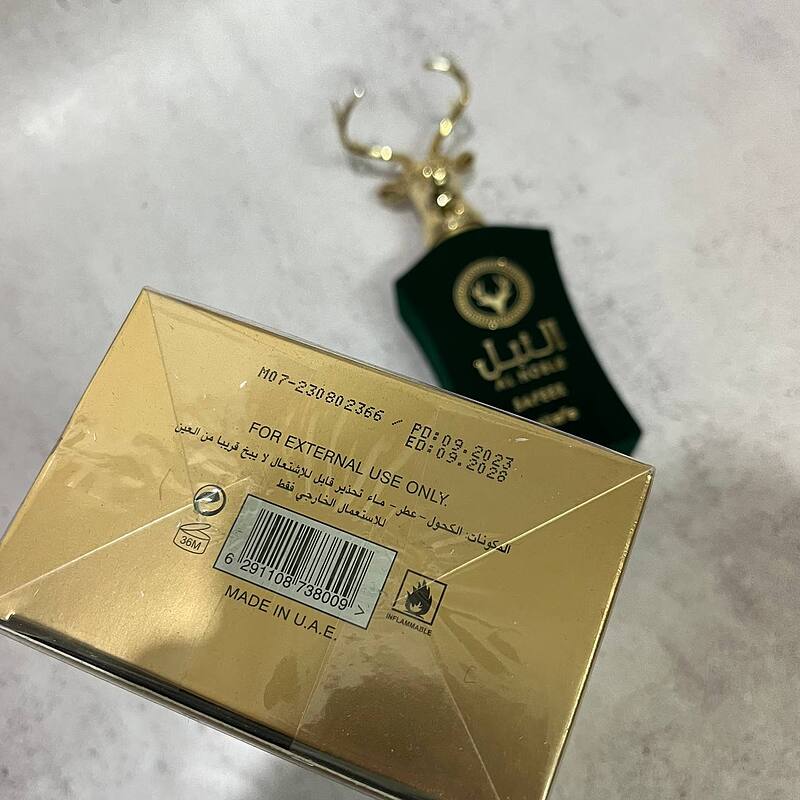 النبيل
AL NOBLE
SAFEER
M07-230802366 / PD:09.2023
ED:09.2028
FOR EXTERNAL USE ONLY.
المكونات: الكحول - عطر - ماء تحذير قابل للاشتعال لا يبخ قريبا من العين
للاستعمال الخارجي فقط
36M
6 291108 738009 >
INFLAMMABLE
MADE IN U.A.E.